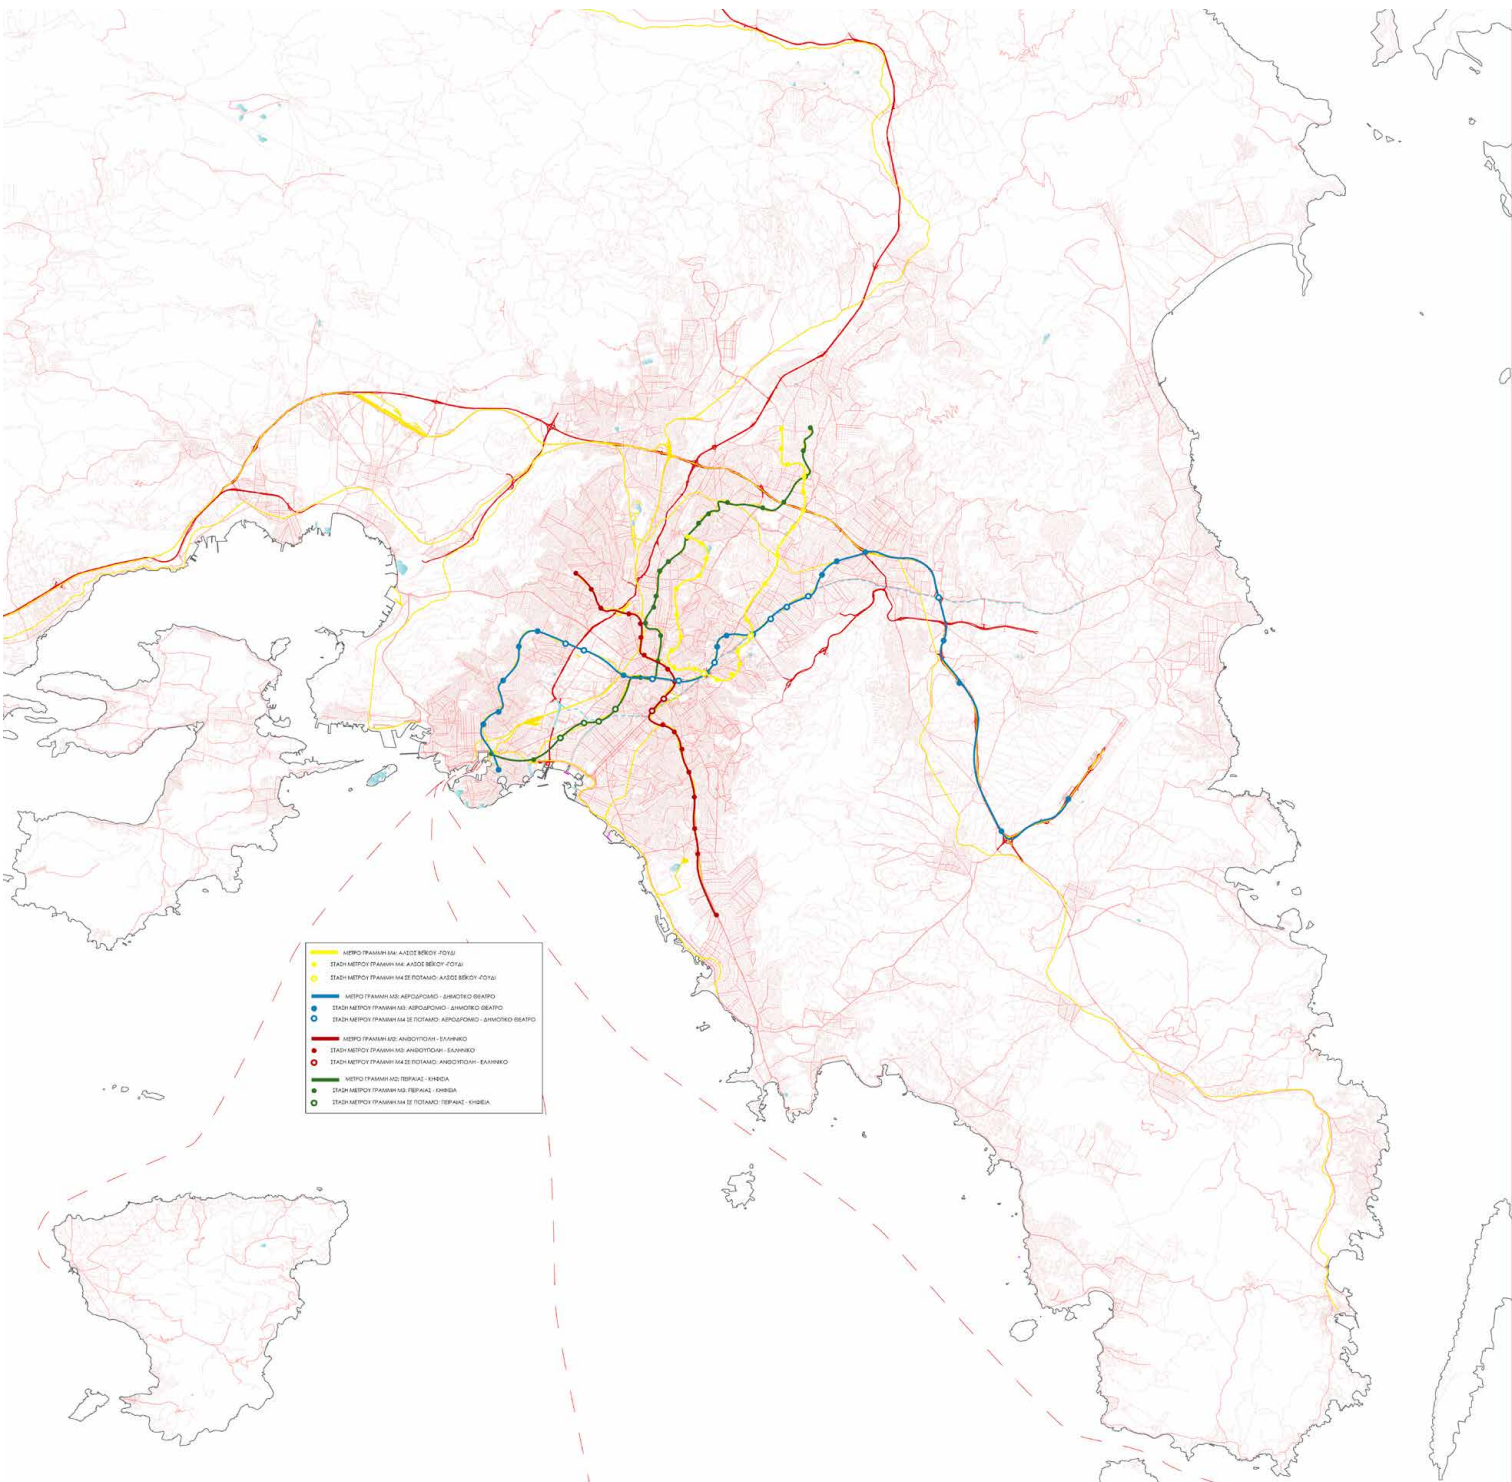 ΜΕΤΡΟ ΓΡΑΜΜΗ Μ4: ΑΛΣΟΣ ΒΕΪΚΟΥ -ΓΟΥΔΙ
ΣΤΑΣΗ ΜΕΤΡΟΥ ΓΡΑΜΜΗ Μ4: ΑΛΣΟΣ ΒΕΪΚΟΥ -ΓΟΥΔΙ
ΣΤΑΣΗ ΜΕΤΡΟΥ ΓΡΑΜΜΗ Μ4 ΣΕ ΠΟΤΑΜΟ: ΑΛΣΟΣ ΒΕΪΚΟΥ -ΓΟΥΔΙ
ΜΕΤΡΟ ΓΡΑΜΜΗ Μ3: ΑΕΡΟΔΡΟΜΙΟ - ΔΗΜΟΤΙΚΟ ΘΕΑΤΡΟ
ΣΤΑΣΗ ΜΕΤΡΟΥ ΓΡΑΜΜΗ Μ3: ΑΕΡΟΔΡΟΜΙΟ - ΔΗΜΟΤΙΚΟ ΘΕΑΤΡΟ
ΣΤΑΣΗ ΜΕΤΡΟΥ ΓΡΑΜΜΗ Μ4 ΣΕ ΠΟΤΑΜΟ: ΑΕΡΟΔΡΟΜΙΟ - ΔΗΜΟΤΙΚΟ ΘΕΑΤΡΟ
ΜΕΤΡΟ ΓΡΑΜΜΗ Μ2: ΑΝΘΟΥΠΟΛΗ - ΕΛΛΗΝΙΚΟ
ΣΤΑΣΗ ΜΕΤΡΟΥ ΓΡΑΜΜΗ Μ3: ΑΝΘΟΥΠΟΛΗ - ΕΛΛΗΝΙΚΟ
ΣΤΑΣΗ ΜΕΤΡΟΥ ΓΡΑΜΜΗ Μ4 ΣΕ ΠΟΤΑΜΟ: ΑΝΘΟΥΠΟΛΗ - ΕΛΛΗΝΙΚΟ
ΜΕΤΡΟ ΓΡΑΜΜΗ Μ2: ΠΕΙΡΑΙΑΣ - ΚΗΦΙΣΙΑ
ΣΤΑΣΗ ΜΕΤΡΟΥ ΓΡΑΜΜΗ Μ3: ΠΕΙΡΑΙΑΣ - ΚΗΦΙΣΙΑ
ΣΤΑΣΗ ΜΕΤΡΟΥ ΓΡΑΜΜΗ Μ4 ΣΕ ΠΟΤΑΜΟ: ΠΕΙΡΑΙΑΣ - ΚΗΦΙΣΙΑ